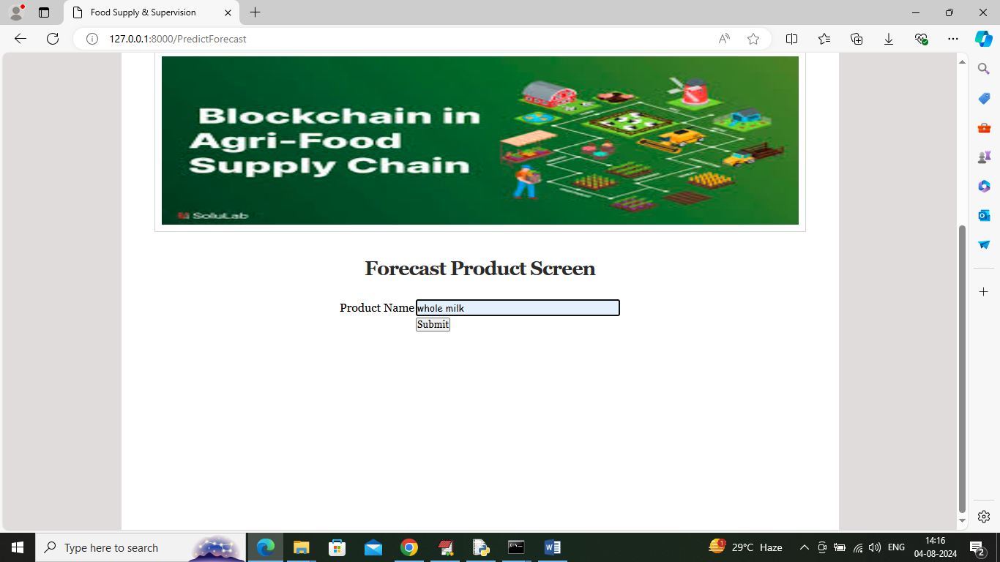 Food Supply & Supervision
127.0.0.1:8000/PredictForecast
Blockchain in
Agri-Food
Supply Chain
SoluLab
Forecast Product Screen
Product Name whole milk
Submit
Type here to search
1
29°C Haze
ENG
14:16
04-08-2024
2